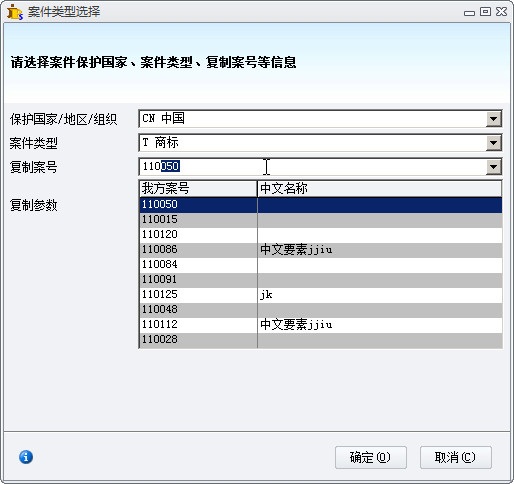 案件类型选择
请选择案件保护国家、案件类型、复制案号等信息
保护国家/地区/组织 CN 中国
案件类型 T 商标
复制案号 110050
复制参数
我方案号 中文名称
110050
110015
110120
110086 中文要素jjiu
110084
110091
110125 jk
110048
110112 中文要素jjiu
110028
确定(O) 取消(C)